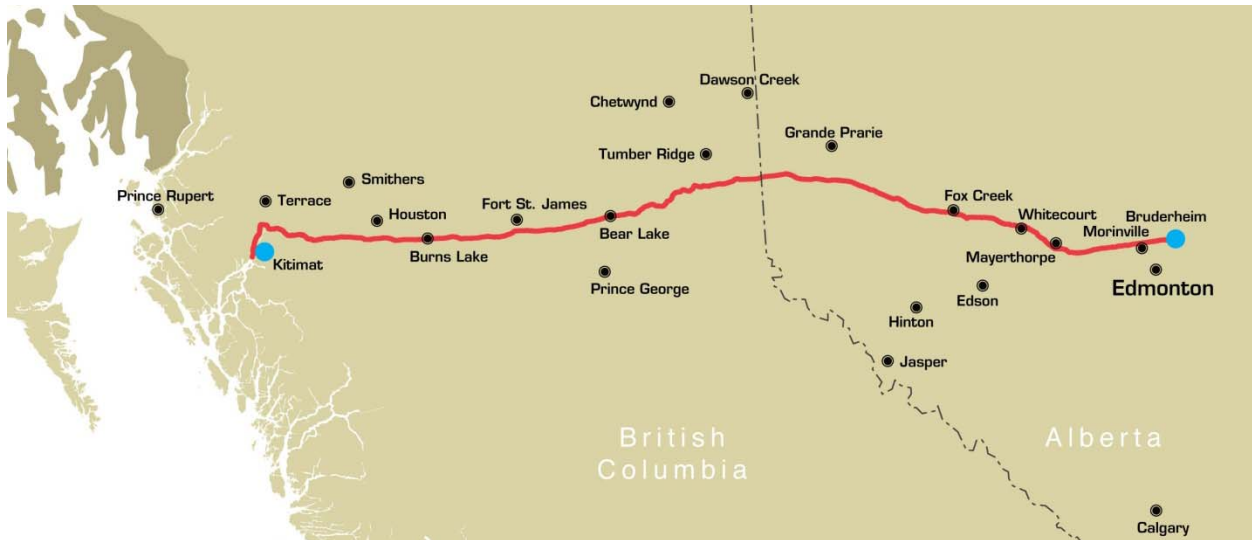 Dawson Creek
Chetwynd
Grande Prarie
Tumber Ridge
Smithers
Prince Rupert
Terrace
Fox Creek
Houston
Fort St. James
Whitecourt
Bruderheim
Bear Lake
Morinville
Burns Lake
Mayerthorpe
Kitimat
Prince George
Edmonton
Edson
Hinton
Jasper
British
Columbia
Alberta
Calgary